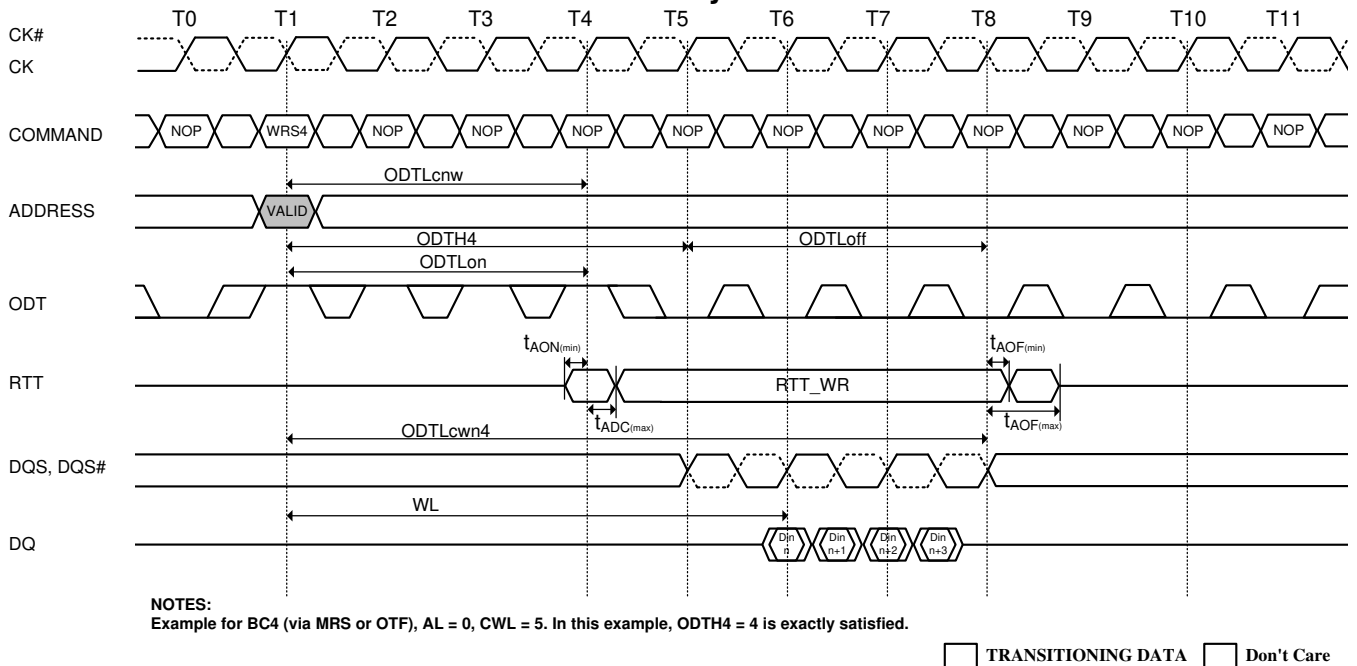 T0 T1 T2 T3 T4 T5 T6 T7 T8 T9 T10 T11
CK#
CK
COMMAND NOP WRS4 NOP NOP NOP NOP NOP NOP NOP NOP NOP NOP
ODTLcnw
ADDRESS VALID
ODTH4 ODTLoff
ODTLon
ODT
tAON(min) tAOF(min)
RTT RTT_WR
tADC(max) tAOF(max)
ODTLcwn4
DQS, DQS#
WL
DQ Din n Din n+1 Din n+2 Din n+3
NOTES:
Example for BC4 (via MRS or OTF), AL = 0, CWL = 5. In this example, ODTH4 = 4 is exactly satisfied.
TRANSITIONING DATA Don't Care